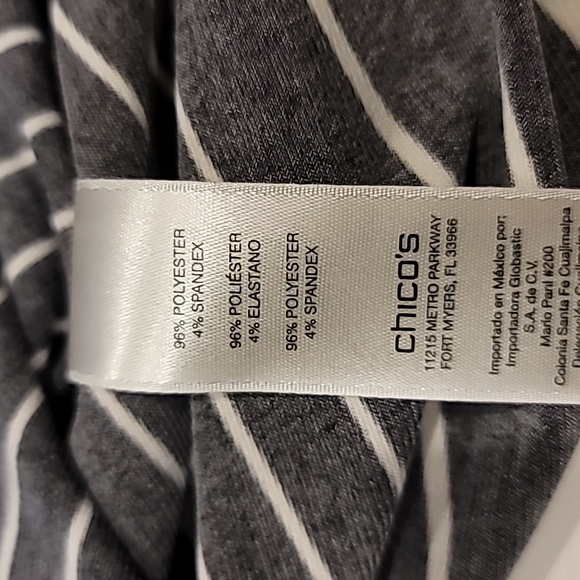 96% POLYESTER
4% SPANDEX
96% POLIÉSTER
4% ELASTANO
96% POLYESTER
4% SPANDEX
chico's
11215 METRO PARKWAY
FORT MYERS, FL 33966
Importado en México por:
Importadora Globastic
S.A. de C.V.
Mario Pani #200
Colonia Santa Fe Cuajimalpa